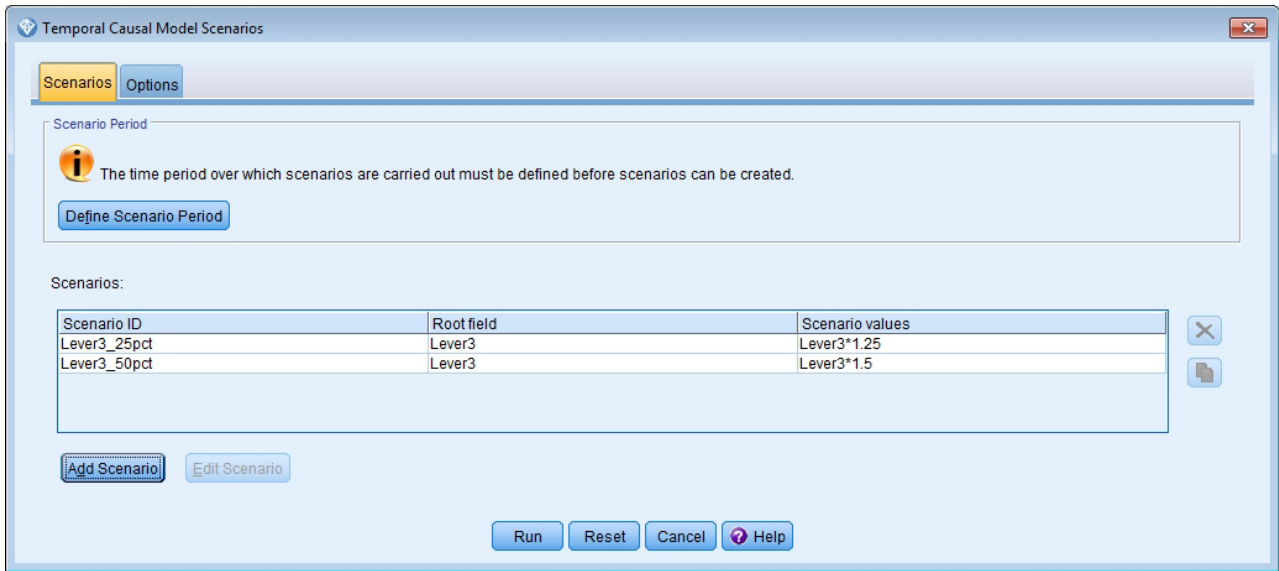 Temporal Causal Model Scenarios
Scenarios Options
Scenario Period
The time period over which scenarios are carried out must be defined before scenarios can be created.
Define Scenario Period
Scenarios:
Scenario ID Root field Scenario values
Lever3_25pct Lever3 Lever3*1.25
Lever3_50pct Lever3 Lever3*1.5
Add Scenario Edit Scenario
Run Reset Cancel Help